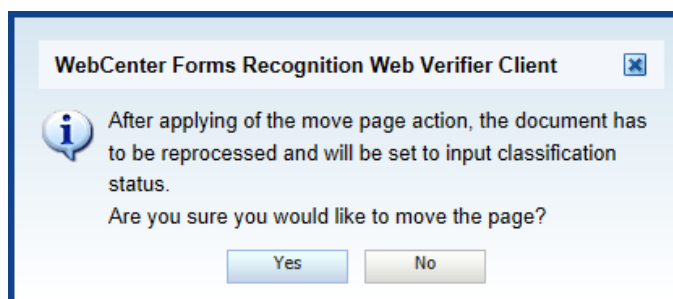 WebCenter Forms Recognition Web Verifier Client
After applying of the move page action, the document has
to be reprocessed and will be set to input classification
status.
Are you sure you would like to move the page?
Yes No